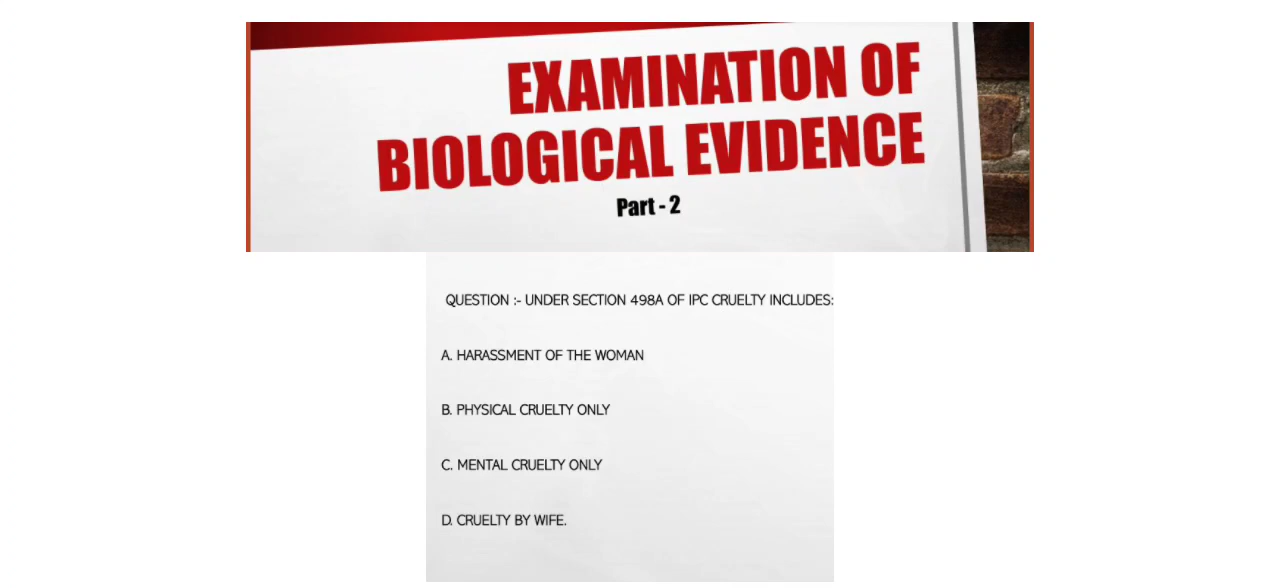 EXAMINATION OF
BIOLOGICAL EVIDENCE
Part - 2
QUESTION :- UNDER SECTION 498A OF IPC CRUELTY INCLUDES:
A. HARASSMENT OF THE WOMAN
B. PHYSICAL CRUELTY ONLY
C. MENTAL CRUELTY ONLY
D. CRUELTY BY WIFE.